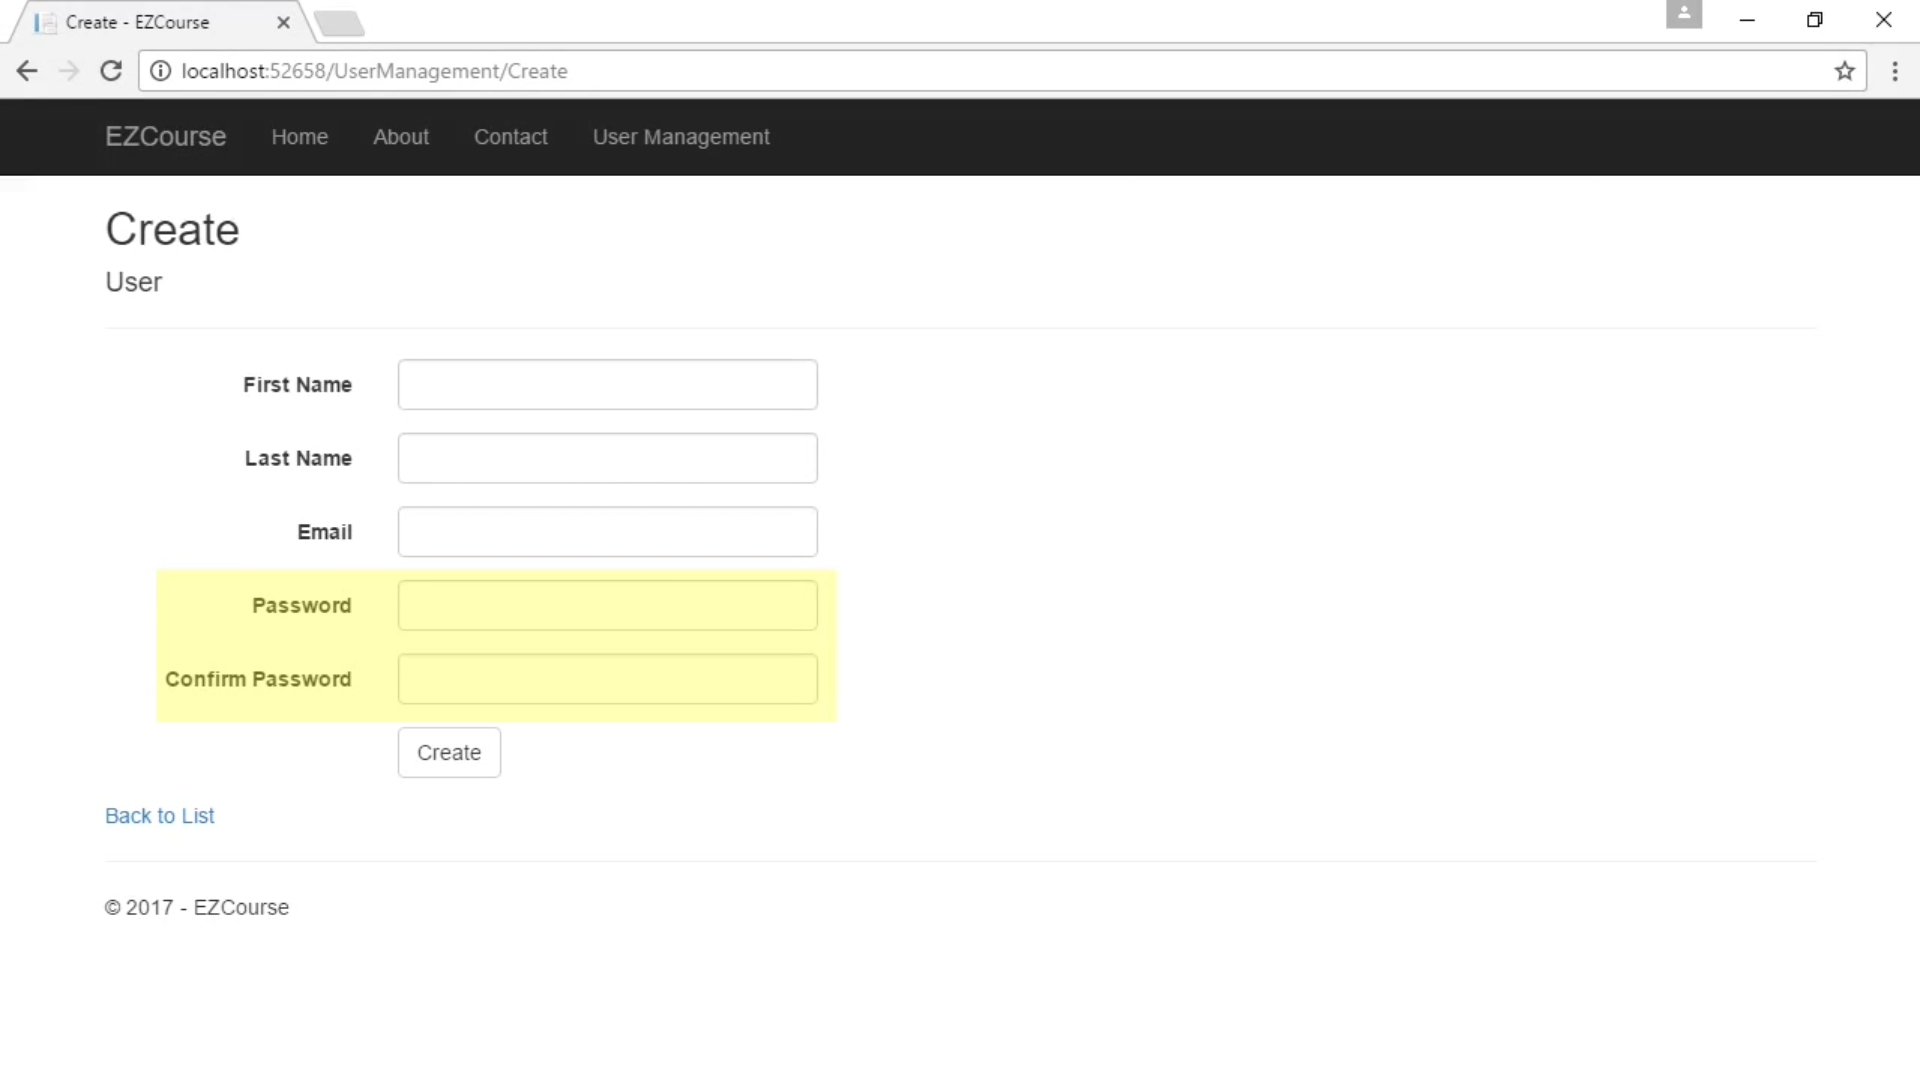 Create - EZCourse
localhost:52658/UserManagement/Create
EZCourse Home About Contact User Management
Create
User
First Name
Last Name
Email
Password
Confirm Password
Create
Back to List
© 2017 - EZCourse